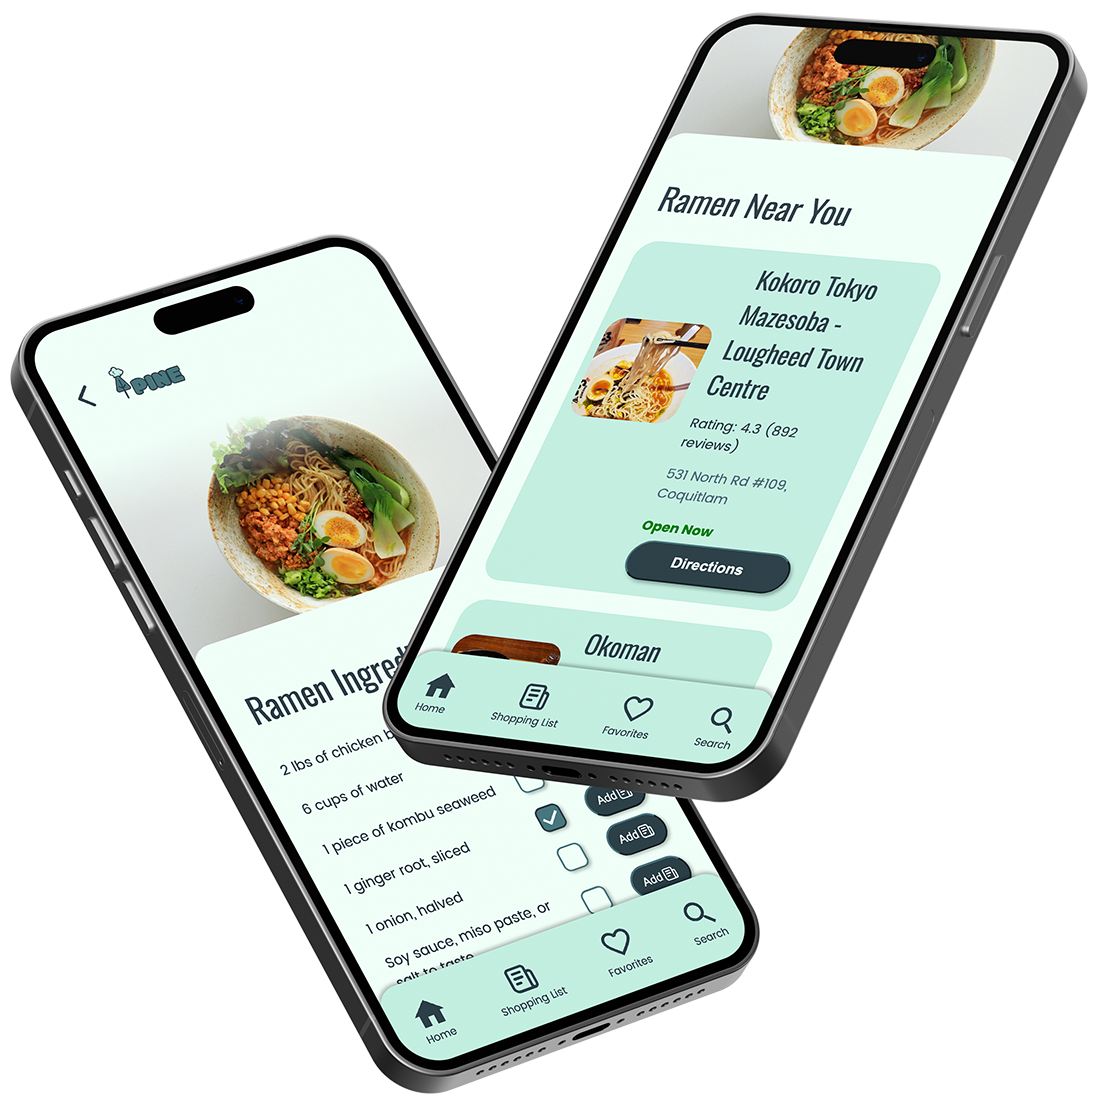 PINE
Ramen Ingredi
2 lbs of chicken b
6 cups of water
1 piece of kombu seaweed
1 ginger root, sliced
1 onion, halved
Soy sauce, miso paste, or
salt to taste
Add
Add
Add
Home
Shopping List
Favorites
Search
Ramen Near You
Kokoro Tokyo
Mazesoba -
Lougheed Town
Centre
Rating: 4.3 (892
reviews)
531 North Rd #109,
Coquitlam
Open Now
Directions
Okoman
Home
Shopping List
Favorites
Search